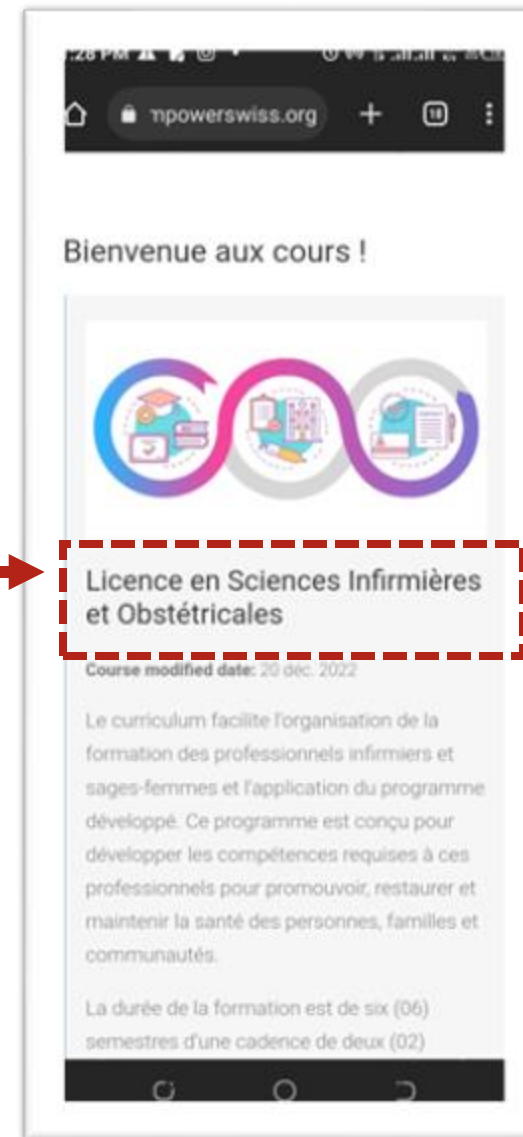 :28 PM
mpowerswiss.org
18
Bienvenue aux cours !
Licence en Sciences Infirmières
et Obstétricales
Course modified date: 20 déc. 2022
Le curriculum facilite l'organisation de la
formation des professionnels infirmiers et
sages-femmes et l'application du programme
développé. Ce programme est conçu pour
développer les compétences requises à ces
professionnels pour promouvoir, restaurer et
maintenir la santé des personnes, familles et
communautés.
La durée de la formation est de six (06)
semestres d'une cadence de deux (02)